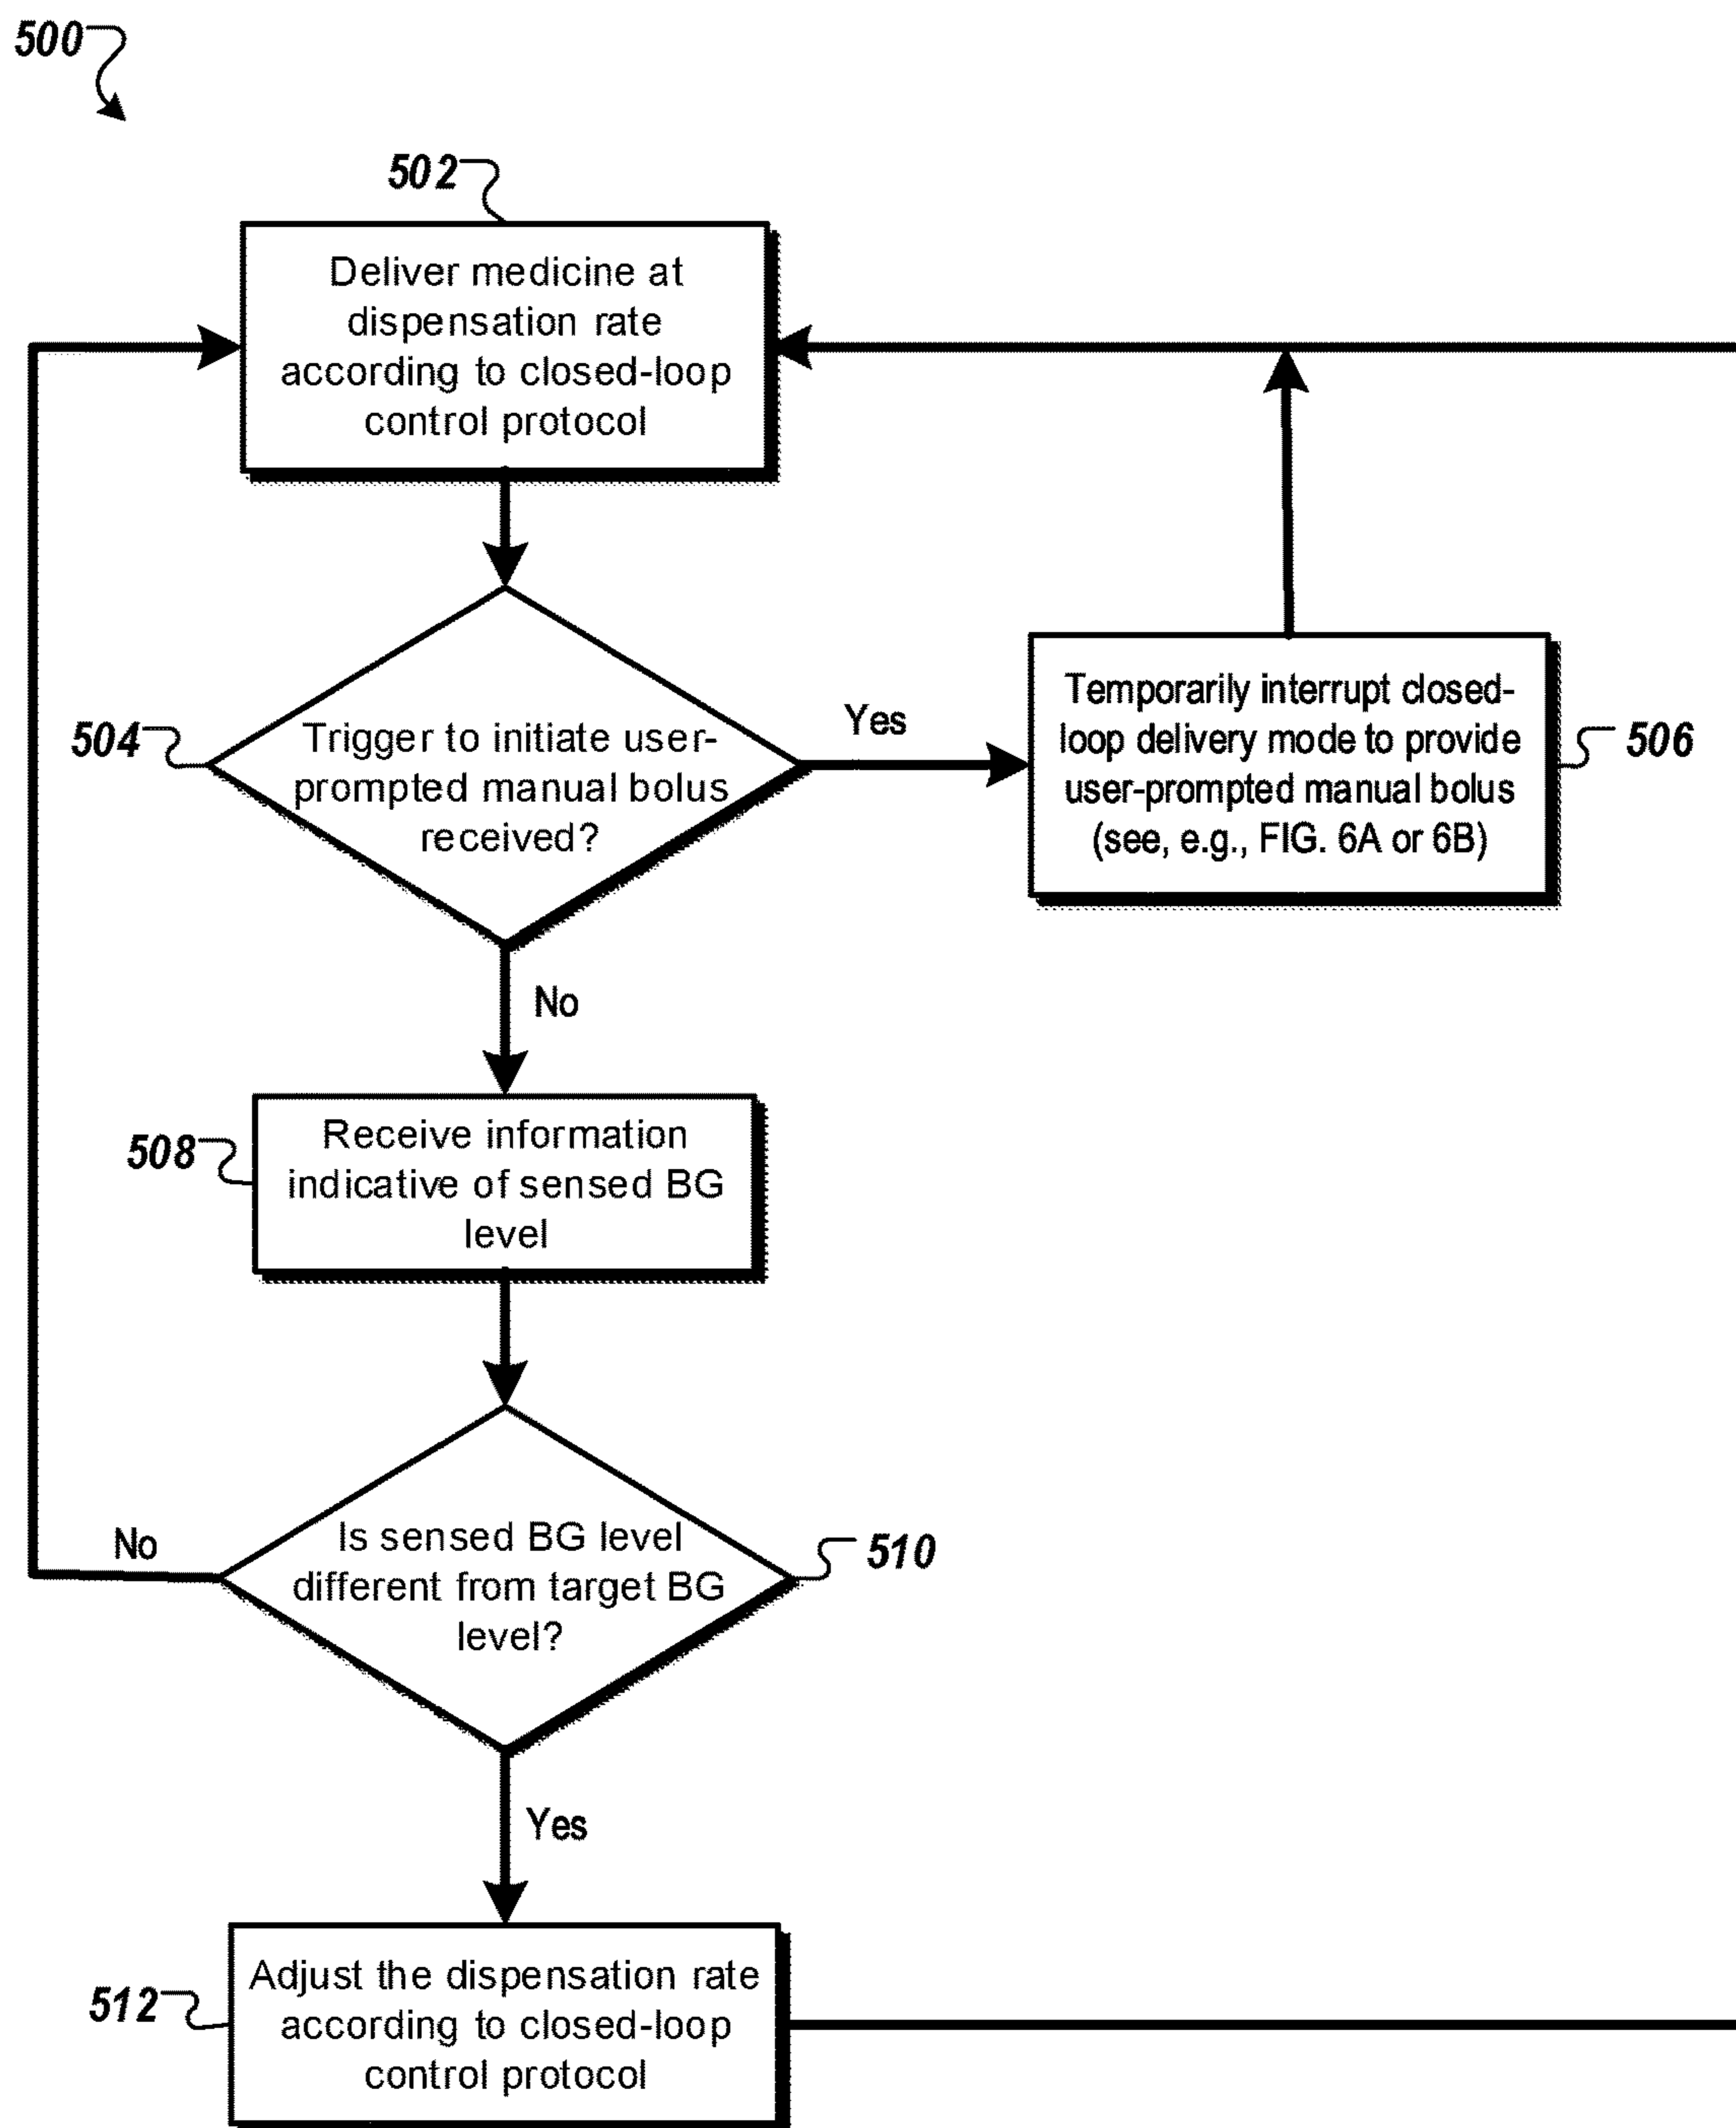 500
502
Deliver medicine at
dispensation rate
according to closed-loop
control protocol
504
Trigger to initiate user-
prompted manual bolus
received?
Yes
Temporarily interrupt closed-
loop delivery mode to provide
user-prompted manual bolus
(see, e.g., FIG. 6A or 6B)
506
No
508
Receive information
indicative of sensed BG
level
No
Is sensed BG level
different from target BG
level?
510
Yes
512
Adjust the dispensation rate
according to closed-loop
control protocol